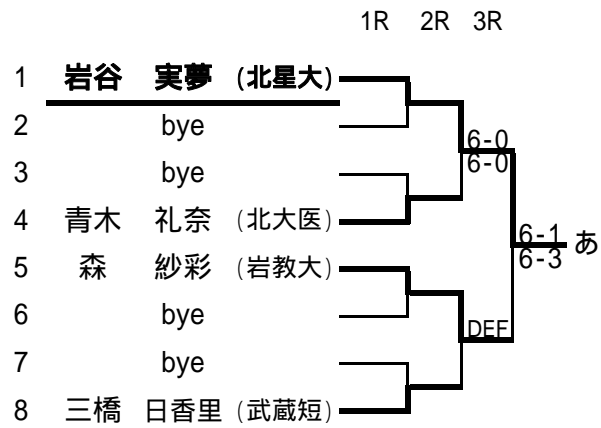 1R 2R 3R
1 岩谷 実夢 (北星大)
2 bye
6-0
3 bye
6-0
4 青木 礼奈 (北大医)
6-1 あ
5 森 紗彩 (岩教大)
6-3
6 bye
DEF
7 bye
8 三橋 日香里 (武蔵短)